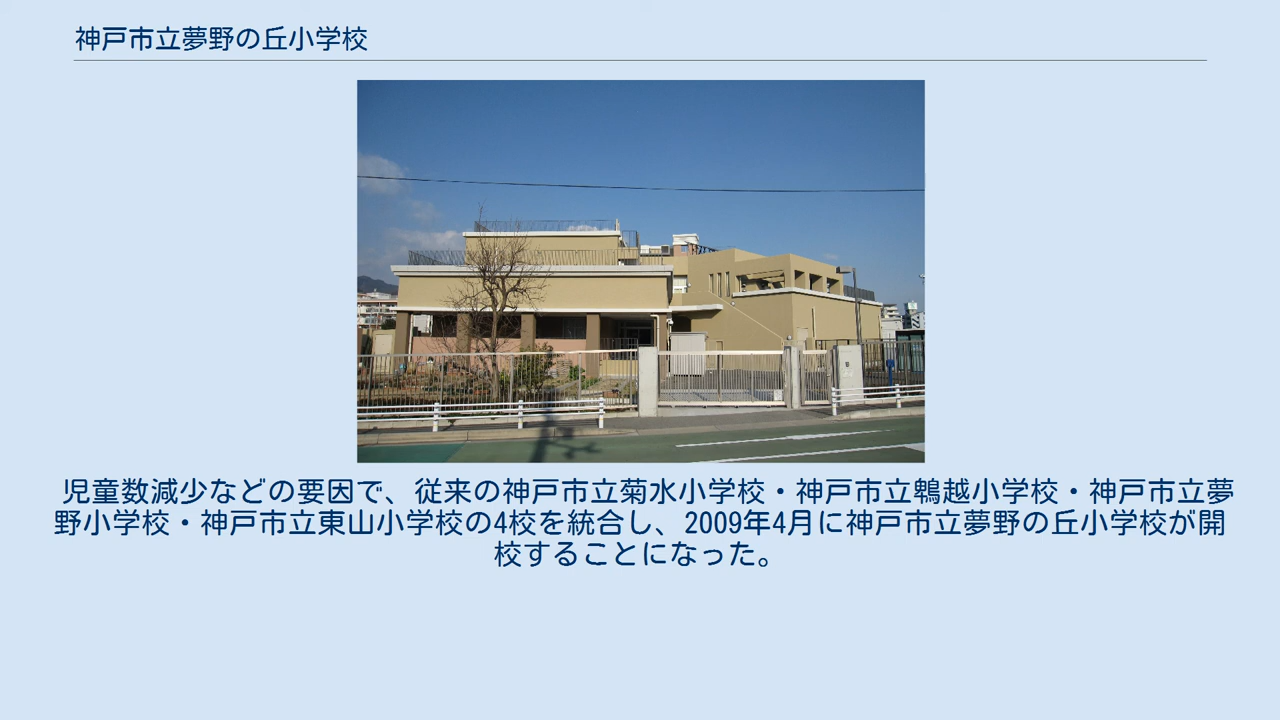 神戸市立夢野の丘小学校
児童数減少などの要因で、従来の神戸市立菊水小学校・神戸市立鵯越小学校・神戸市立夢
野小学校・神戸市立東山小学校の4校を統合し、2009年4月に神戸市立夢野の丘小学校が開
校することになった。